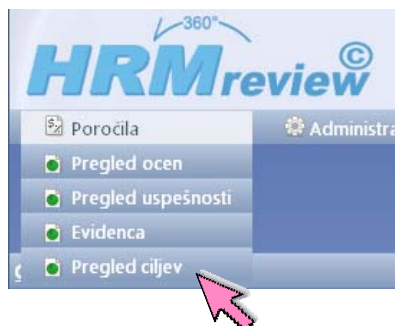 360°
HRMreview©
Poročila Administra
Pregled ocen
Pregled uspešnosti
Evidenca
Pregled ciljev